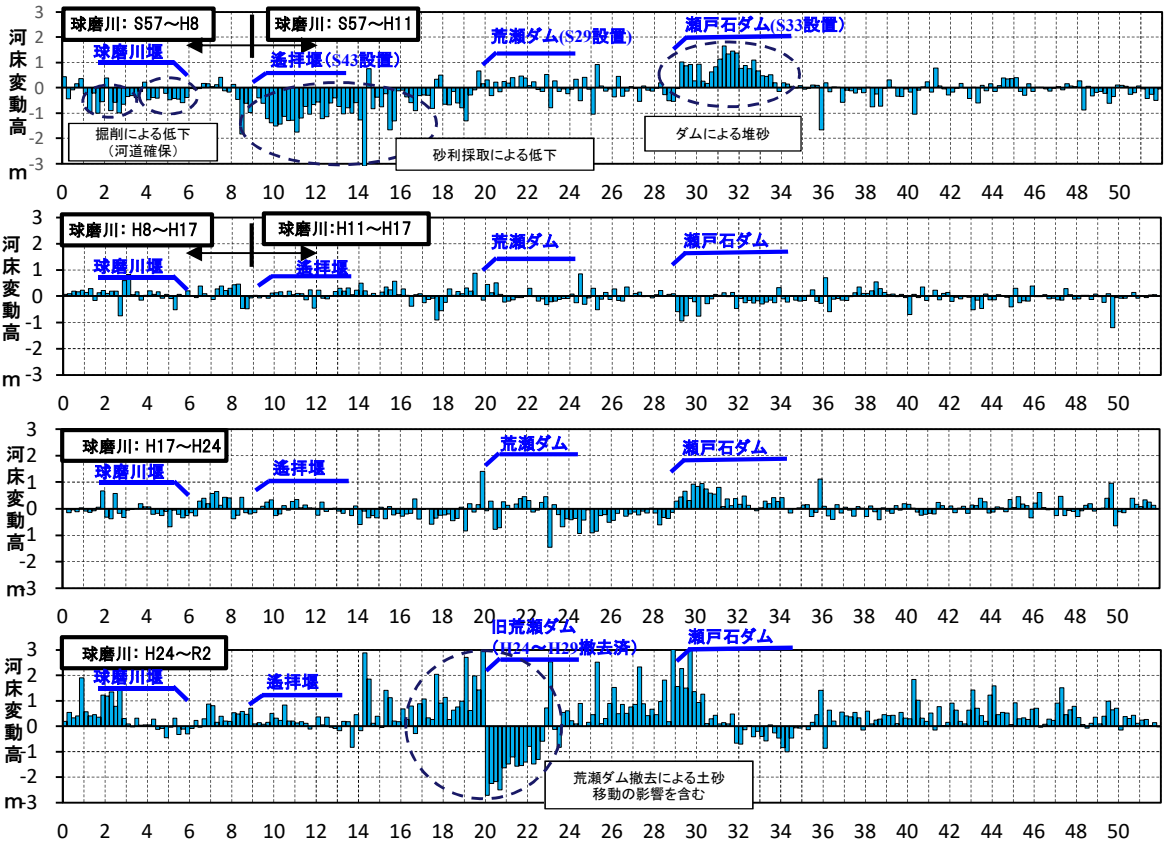 河床変動高 m
3
2
1
0
-1
-2
-3
球磨川：S57～H8
球磨川：S57～H11
球磨川堰
遙拝堰（S43設置）
荒瀬ダム(S29設置)
瀬戸石ダム(S33設置)
掘削による低下
（河道確保）
砂利採取による低下
ダムによる堆砂
0 2 4 6 8 10 12 14 16 18 20 22 24 26 28 30 32 34 36 38 40 42 44 46 48 50
河床変動高 m
3
2
1
0
-1
-2
-3
球磨川：H8～H17
球磨川：H11～H17
球磨川堰
遙拝堰
荒瀬ダム
瀬戸石ダム
0 2 4 6 8 10 12 14 16 18 20 22 24 26 28 30 32 34 36 38 40 42 44 46 48 50
河床変動高 m
3
2
1
0
-1
-2
-3
球磨川：H17～H24
球磨川堰
遙拝堰
荒瀬ダム
瀬戸石ダム
0 2 4 6 8 10 12 14 16 18 20 22 24 26 28 30 32 34 36 38 40 42 44 46 48 50
河床変動高 m
3
2
1
0
-1
-2
-3
球磨川：H24～R2
球磨川堰
遙拝堰
旧荒瀬ダム
（H24～H29撤去済）
瀬戸石ダム
荒瀬ダム撤去による土砂
移動の影響を含む
0 2 4 6 8 10 12 14 16 18 20 22 24 26 28 30 32 34 36 38 40 42 44 46 48 50